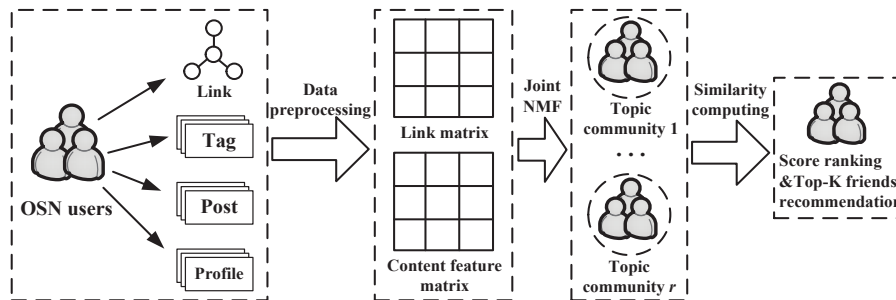 Link
Tag
Post
Profile
OSN users
Data
preprocessing
Link matrix
Content feature
matrix
Joint
NMF
Topic
community 1
...
Topic
community r
Similarity
computing
Score ranking
&Top-K friends
recommendation